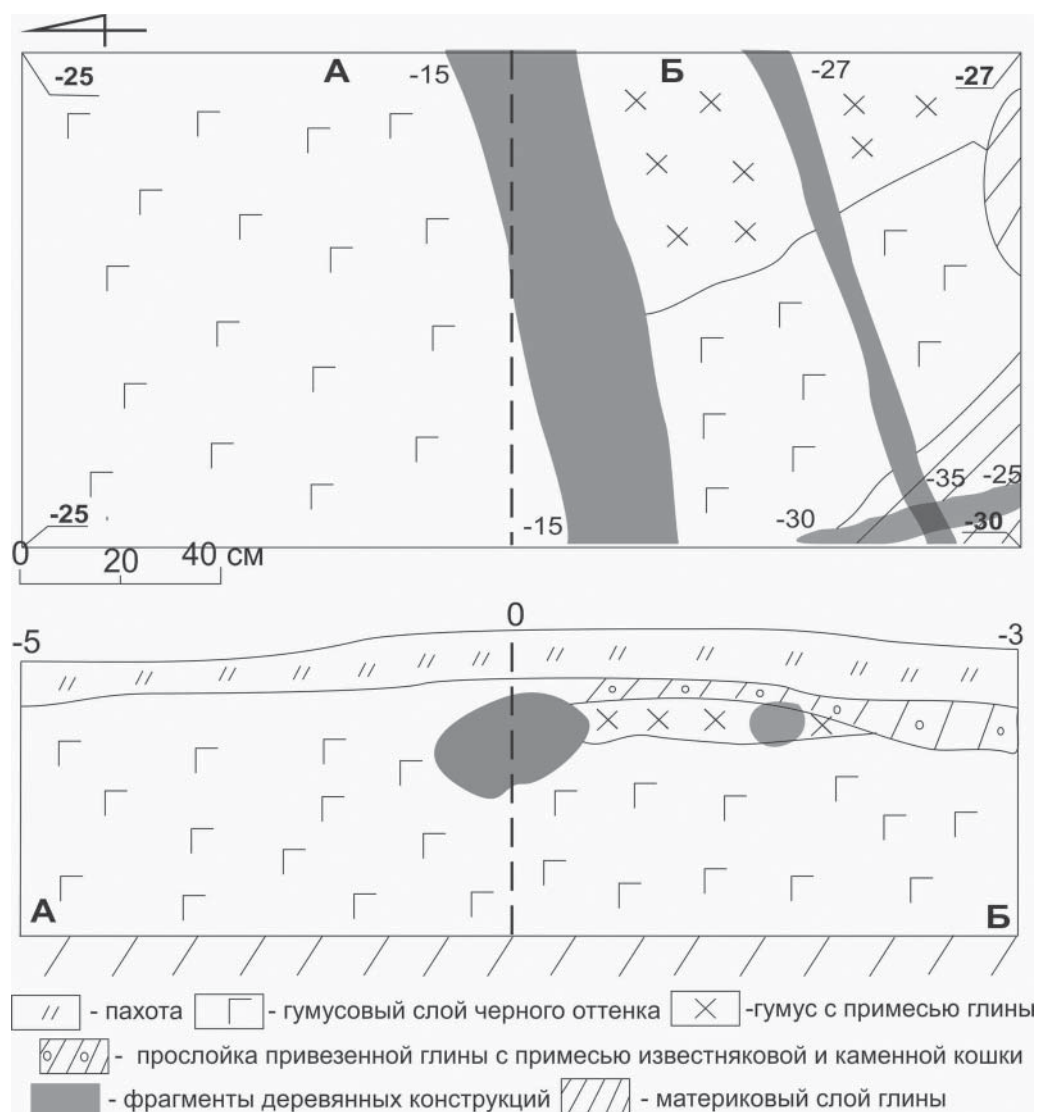 -25 А -15 Б -27 -27
-35 -25
-25 -15 -30 -30
0 20 40 см
-5 0 -3
А Б
- пахота - гумусовый слой черного оттенка -гумус с примесью глины
- прослойка привезенной глины с примесью известняковой и каменной кошки
- фрагменты деревянных конструкций - материковый слой глины